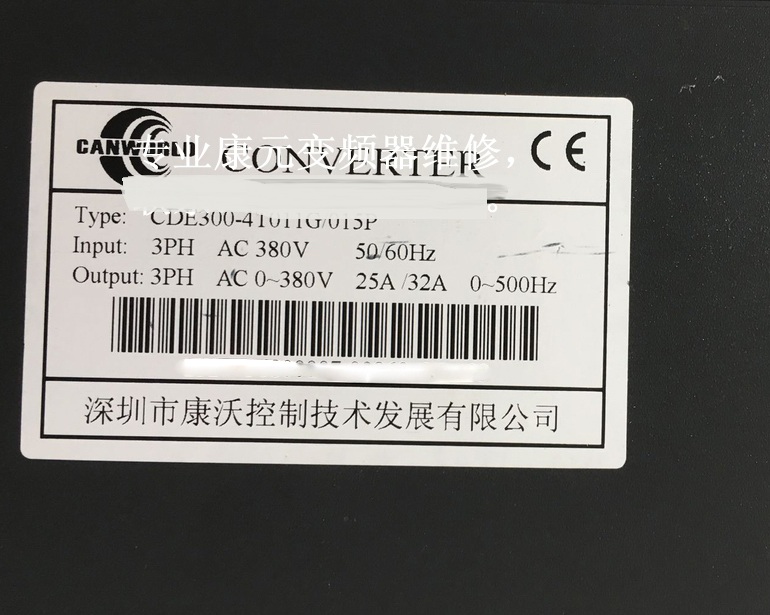 CANWORLD
CONVERTER
CE
专业康元变频器维修，
。
Type: CDE300-4T011G/015P
Input: 3PH AC 380V 50/60Hz
Output: 3PH AC 0~380V 25A /32A 0~500Hz
深圳市康沃控制技术发展有限公司